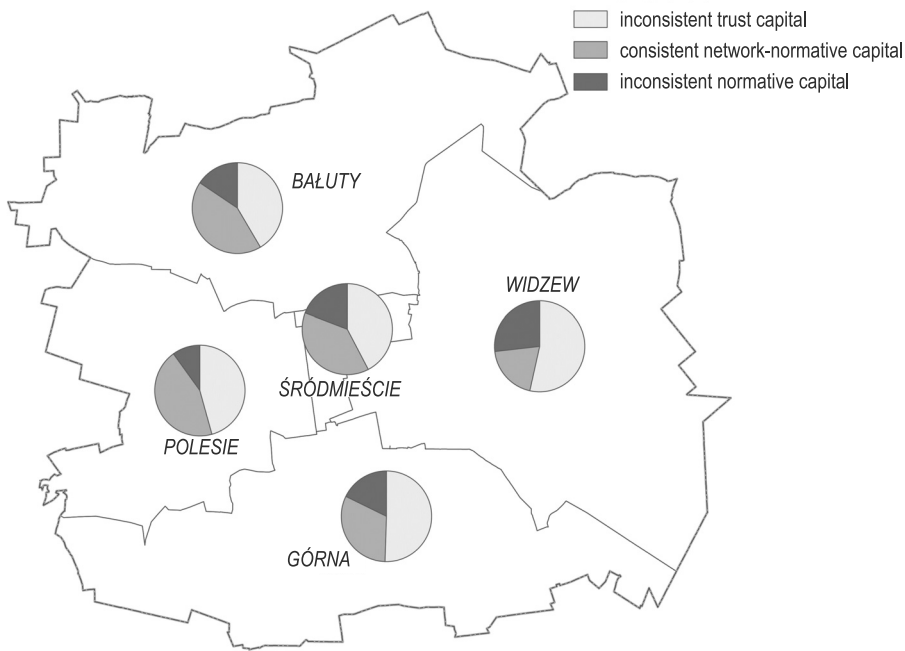 inconsistent trust capital
consistent network-normative capital
inconsistent normative capital
BAŁUTY
WIDZEW
ŚRÓDMIEŚCIE
POLESIE
GÓRNA